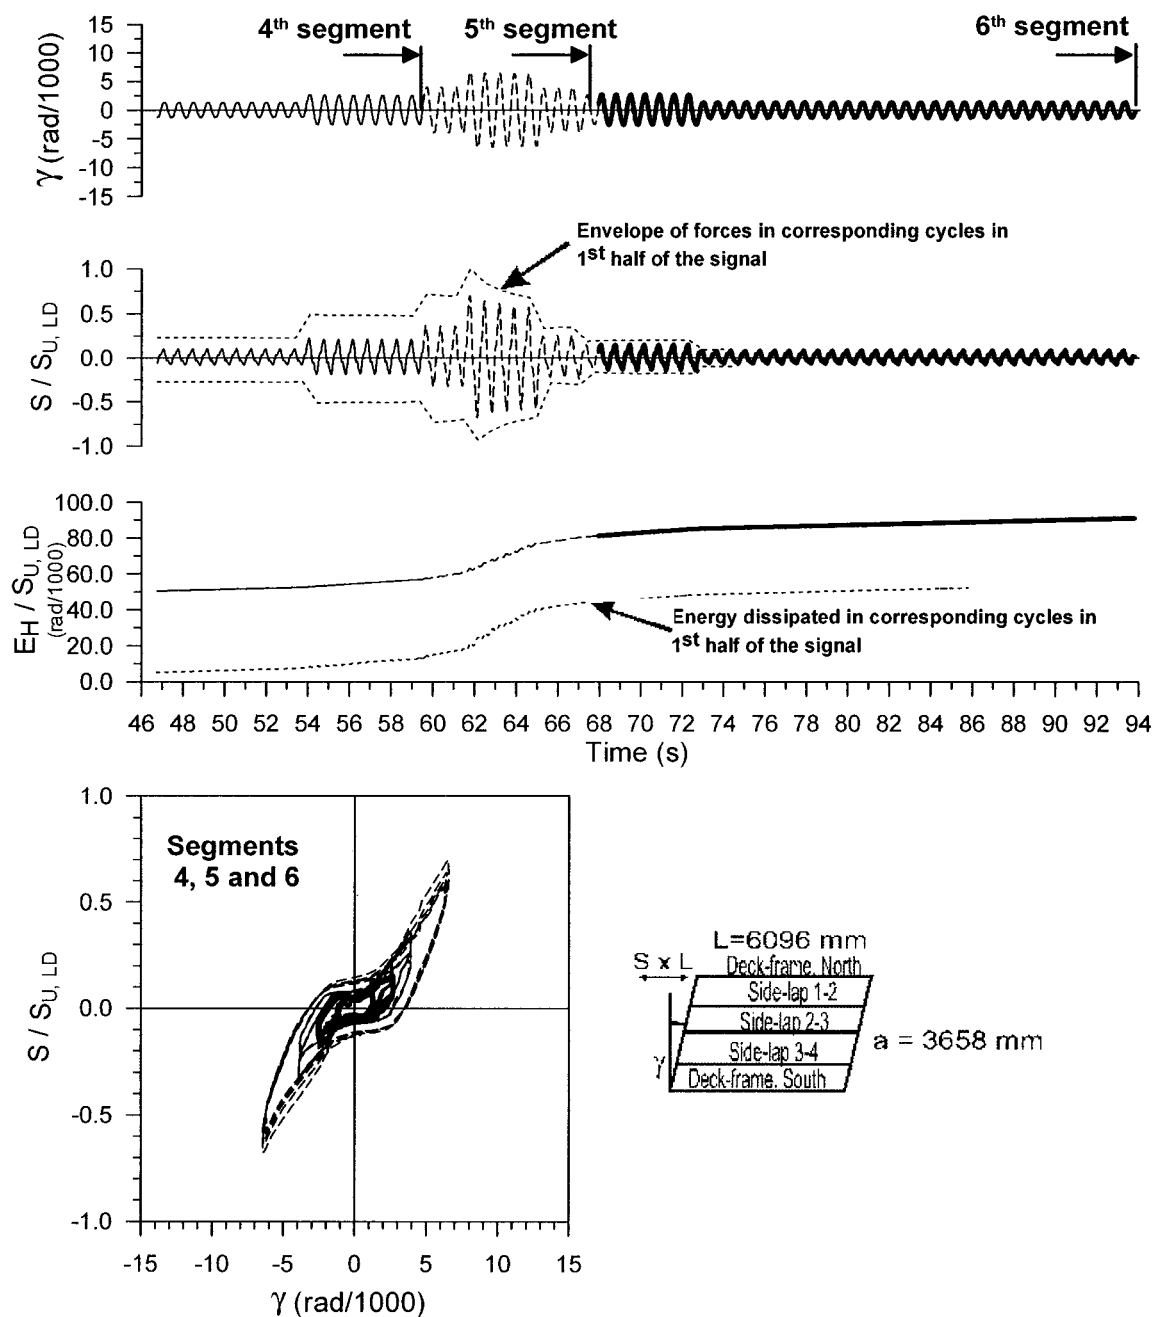 4th segment
5th segment
6th segment
γ (rad/1000)
15
10
5
0
-5
-10
-15
Envelope of forces in corresponding cycles in
1st half of the signal
S / SU, LD
1.0
0.5
0.0
-0.5
-1.0
EH / SU, LD
(rad/1000)
100.0
80.0
60.0
40.0
20.0
0.0
Energy dissipated in corresponding cycles in
1st half of the signal
46 48 50 52 54 56 58 60 62 64 66 68 70 72 74 76 78 80 82 84 86 88 90 92 94
Time (s)
S / SU, LD
1.0
0.5
0.0
-0.5
-1.0
Segments
4, 5 and 6
-15 -10 -5 0 5 10 15
γ (rad/1000)
L=6096 mm
S x L
Deck-frame. North
Side-lap 1-2
Side-lap 2-3
Side-lap 3-4
Deck-frame. South
γ
a = 3658 mm